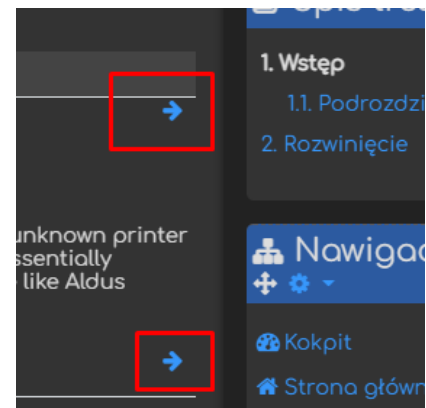 1. Wstęp
1.1. Podrozdzi
2. Rozwinięcie
unknown printer
ssentially
like Aldus
Nawigac
Kokpit
Strona główn